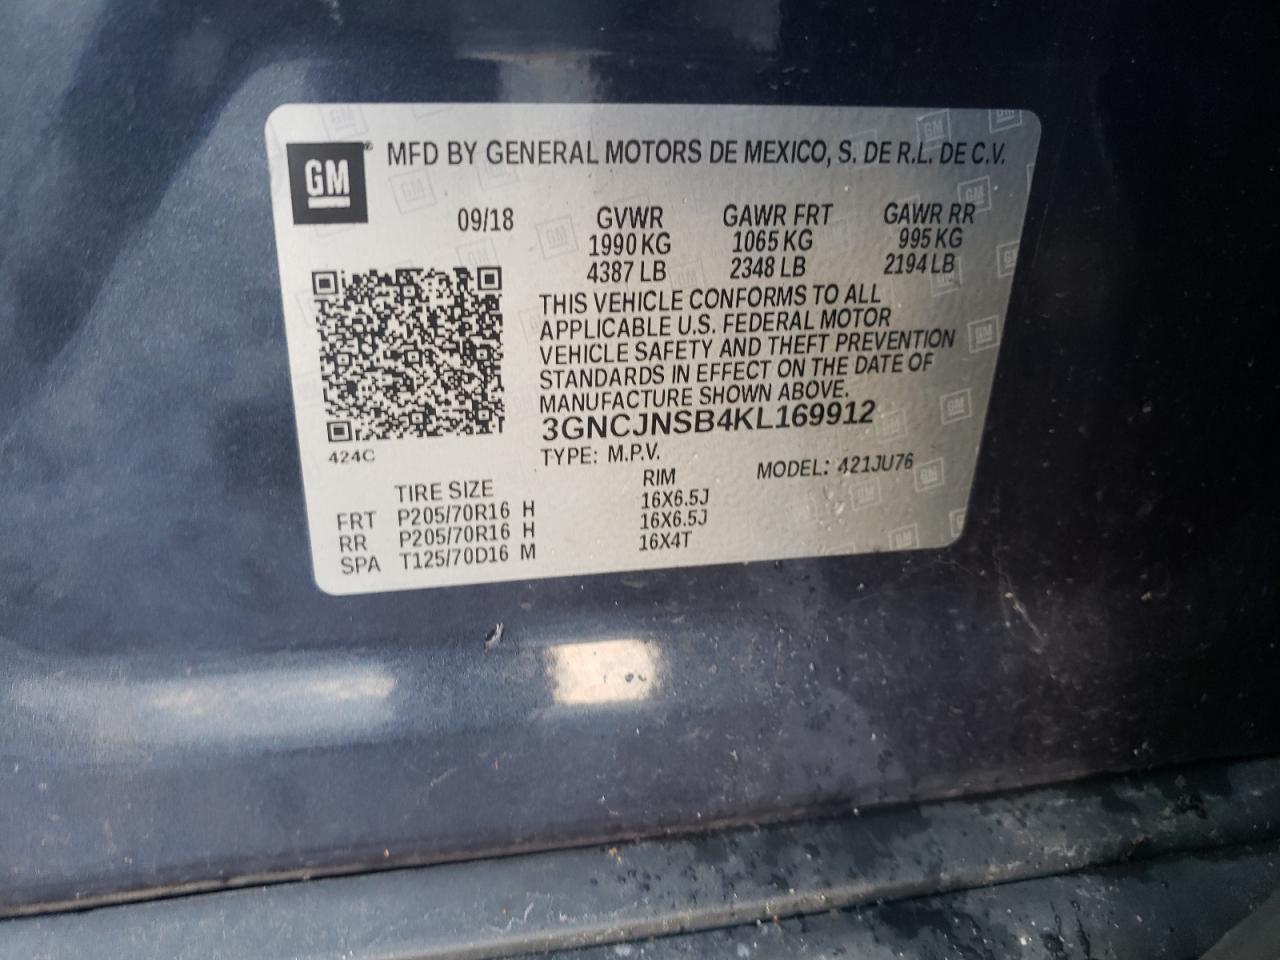 GM® MFD BY GENERAL MOTORS DE MEXICO, S. DE R.L. DE C.V.
09/18 GVWR GAWR FRT GAWR RR
1990 KG 1065 KG 995 KG
4387 LB 2348 LB 2194 LB
THIS VEHICLE CONFORMS TO ALL
APPLICABLE U.S. FEDERAL MOTOR
VEHICLE SAFETY AND THEFT PREVENTION
STANDARDS IN EFFECT ON THE DATE OF
MANUFACTURE SHOWN ABOVE.
3GNCJNSB4KL169912
424C
TYPE: M.P.V. MODEL: 421JU76
TIRE SIZE RIM
FRT P205/70R16 H 16X6.5J
RR P205/70R16 H 16X6.5J
SPA T125/70D16 M 16X4T